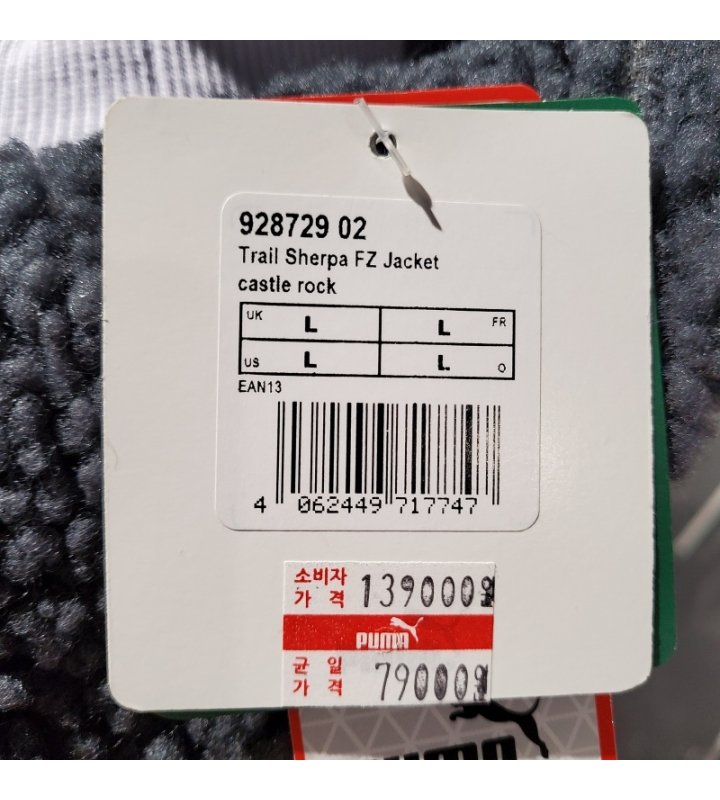 928729 02
Trail Sherpa FZ Jacket
castle rock
UK L L FR
US L L O
EAN13
4 062449 717747
소비자
가 격 139000원
PUMA
균 일
가 격 79000원
PUMA